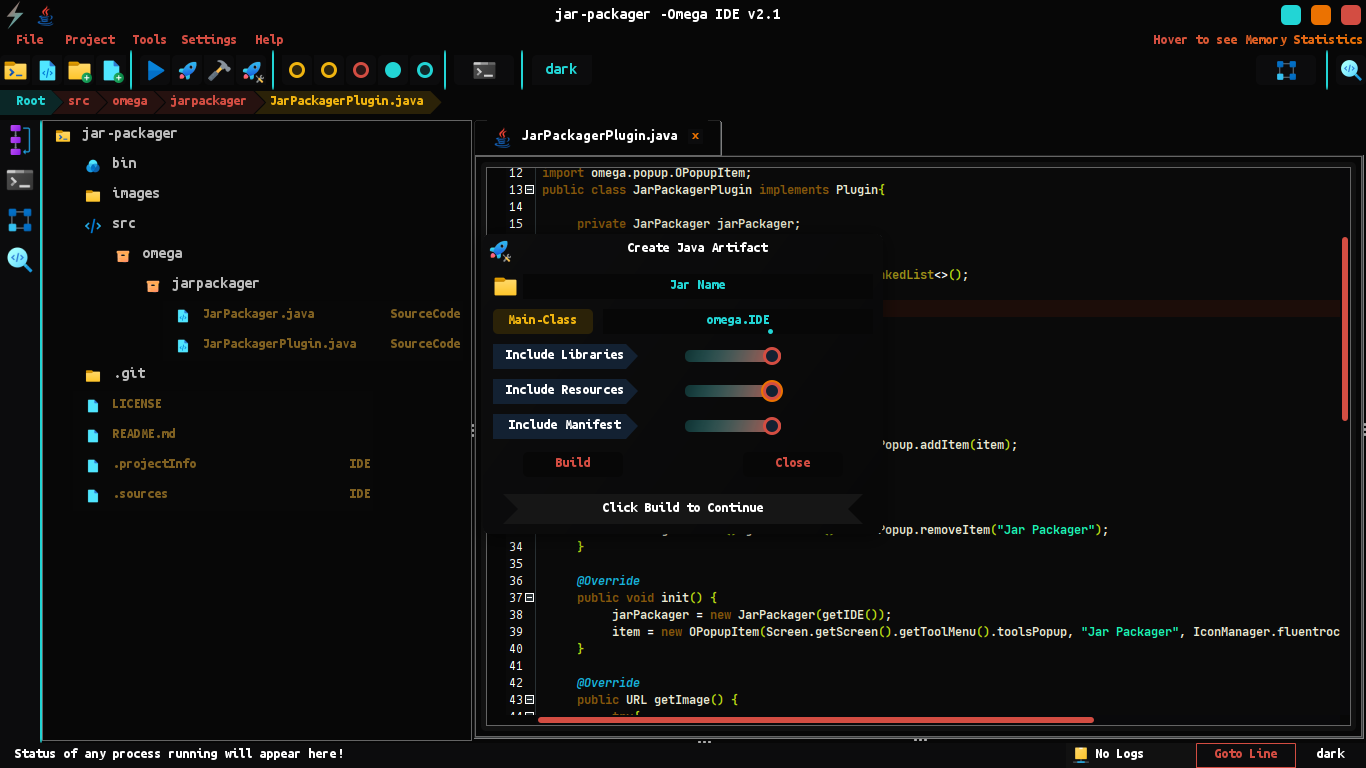 jar-packager -Omega IDE v2.1
File Project Tools Settings Help
Hover to see Memory Statistics
dark
Root src omega jarpackager JarPackagerPlugin.java
jar-packager
bin
images
src
omega
jarpackager
JarPackager.java SourceCode
JarPackagerPlugin.java SourceCode
.git
LICENSE
README.md
.projectInfo IDE
.sources IDE
JarPackagerPlugin.java x
12 import omega.popup.OPopupItem;
13 public class JarPackagerPlugin implements Plugin{
14
15 private JarPackager jarPackager;
nkedList<>();
Popup.addItem(item);
Popup.removeItem("Jar Packager");
Create Java Artifact
Jar Name
Main-Class omega.IDE
Include Libraries
Include Resources
Include Manifest
Build Close
Click Build to Continue
34 }
35
36 @Override
37 public void init() {
38 jarPackager = new JarPackager(getIDE());
39 item = new OPopupItem(Screen.getScreen().getToolMenu().toolsPopup, "Jar Packager", IconManager.fluentroc
40 }
41
42 @Override
43 public URL getImage() {
44 try{
Status of any process running will appear here!
No Logs
Goto Line
dark